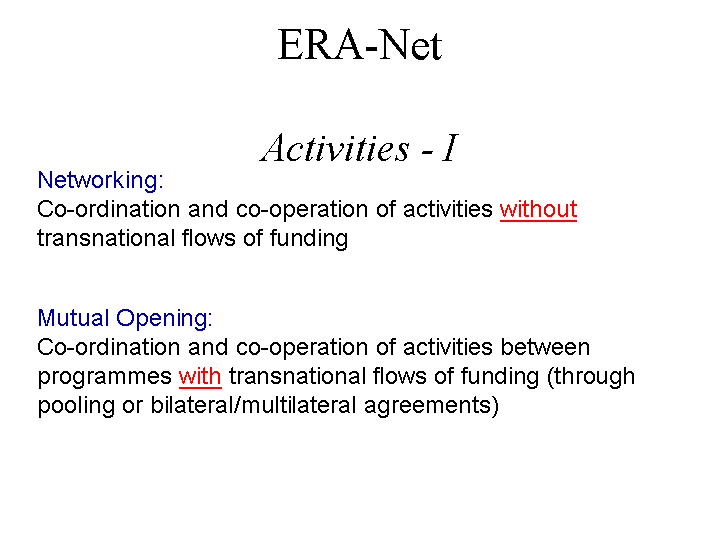 ERA-Net
Activities - I
Networking:
Co-ordination and co-operation of activities without
transnational flows of funding
Mutual Opening:
Co-ordination and co-operation of activities between
programmes with transnational flows of funding (through
pooling or bilateral/multilateral agreements)